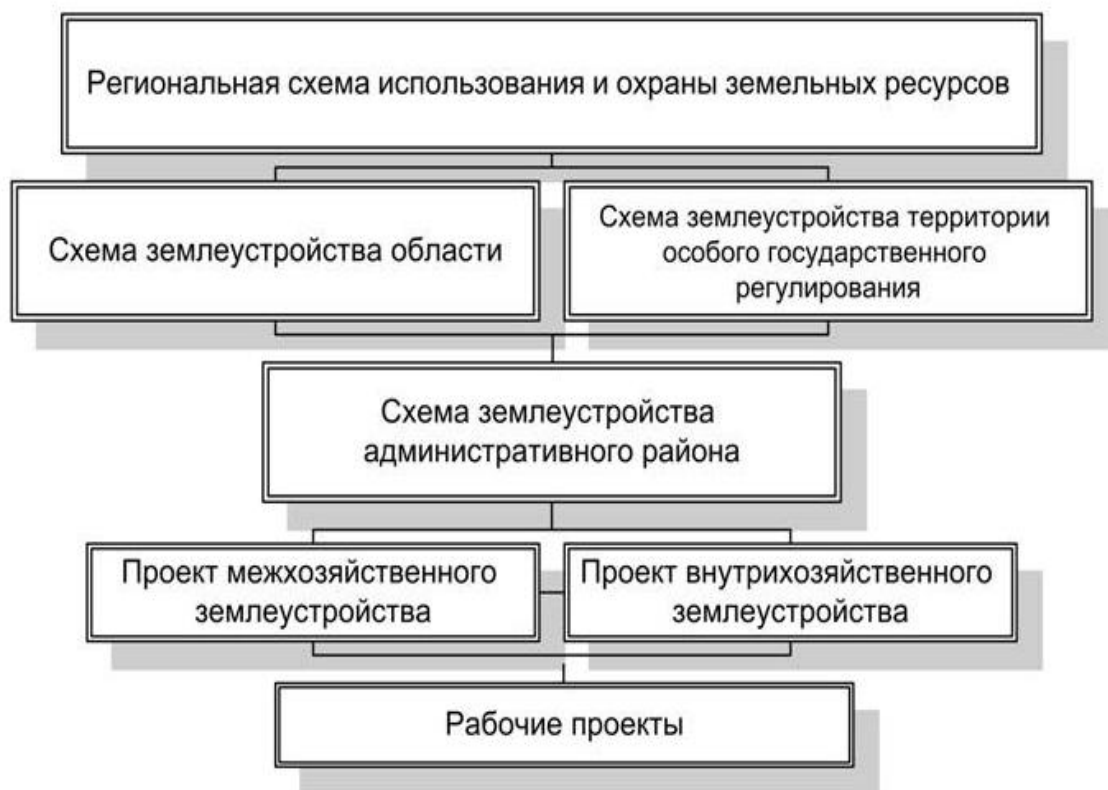 Региональная схема использования и охраны земельных ресурсов
Схема землеустройства области
Схема землеустройства территории
особого государственного
регулирования
Схема землеустройства
административного района
Проект межхозяйственного
землеустройства
Проект внутрихозяйственного
землеустройства
Рабочие проекты